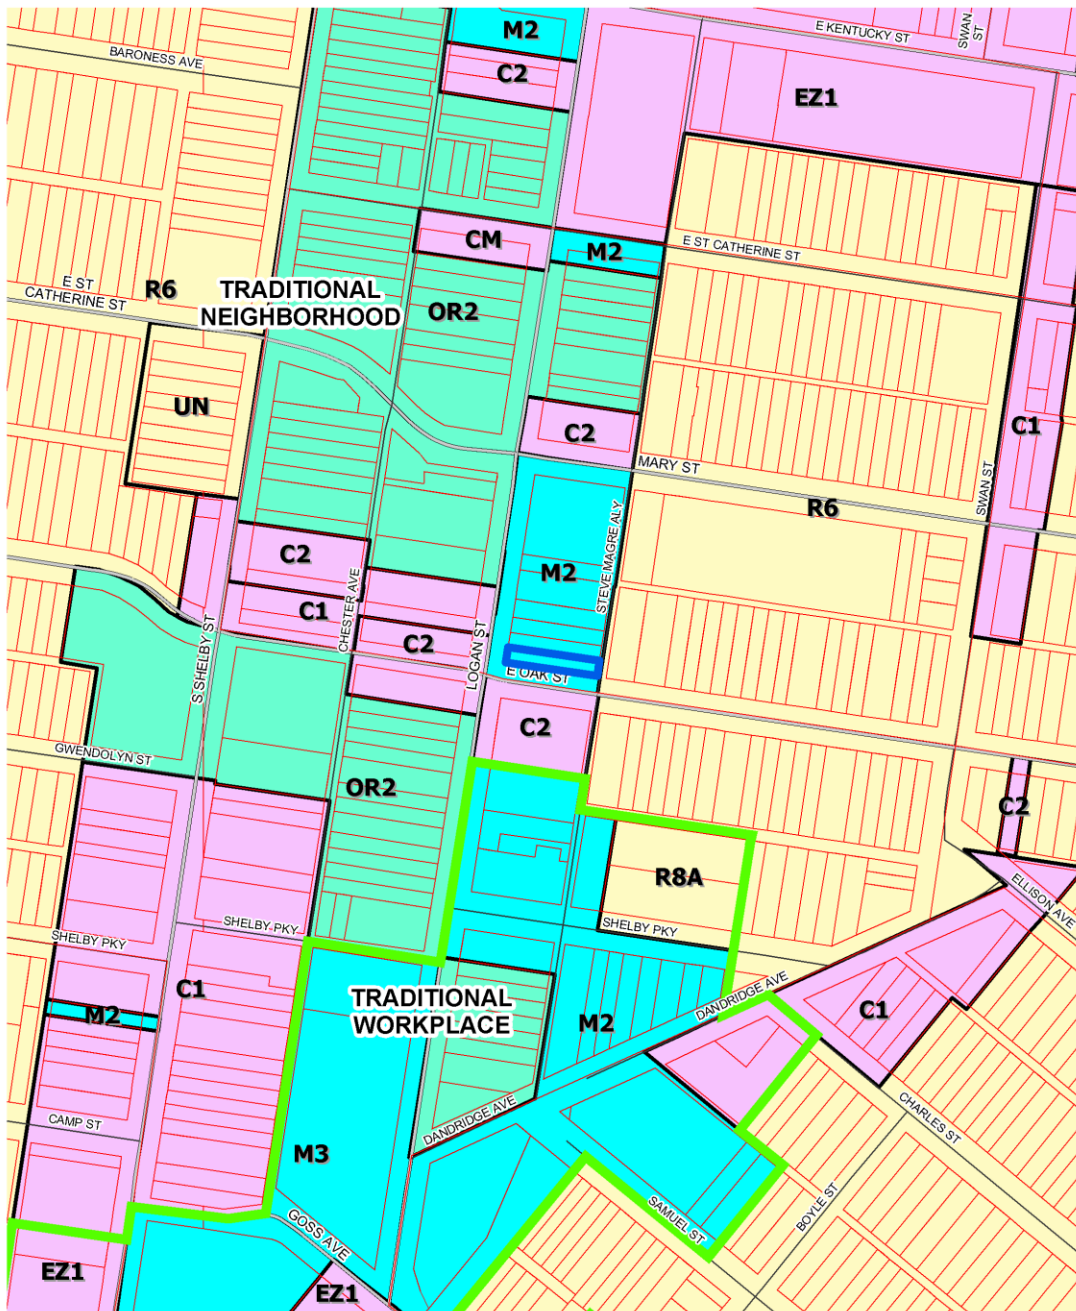 M2
E KENTUCKY ST
SWAN
ST
BARONESS AVE
C2
EZ1
CM
M2
E ST CATHERINE ST
E ST
CATHERINE ST
R6
TRADITIONAL
NEIGHBORHOOD
OR2
UN
C2
C1
MARY ST
SWAN ST
R6
C2
M2
STEVE MAGRE ALY
CHESTER AVE
C1
C2
S SHELBY ST
LOGAN ST
E OAK ST
C2
GWENDOLYN ST
OR2
C2
R8A
ELLISON AVE
SHELBY PKY
SHELBY PKY
SHELBY PKY
C1
TRADITIONAL
WORKPLACE
DANDRIDGE AVE
M2
M2
C1
CAMP ST
DANDRIDGE AVE
CHARLES ST
M3
BOYLE ST
SAMUEL ST
GOSS AVE
EZ1
EZ1